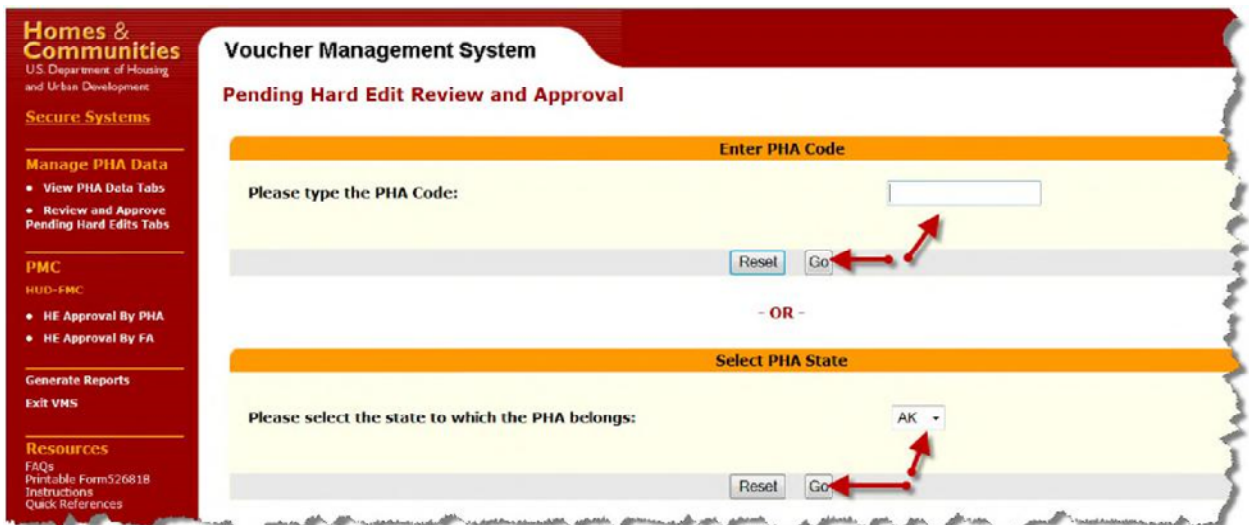 Homes &
Communities
U.S. Department of Housing
and Urban Development
Secure Systems
Manage PHA Data
• View PHA Data Tabs
• Review and Approve
Pending Hard Edits Tabs
PMC
HUD-FMC
• HE Approval By PHA
• HE Approval By FA
Generate Reports
Exit VMS
Resources
FAQs
Printable Form52681B
Instructions
Quick References
Voucher Management System
Pending Hard Edit Review and Approval
Enter PHA Code
Please type the PHA Code:
Reset Go
- OR -
Select PHA State
Please select the state to which the PHA belongs: AK
Reset Go